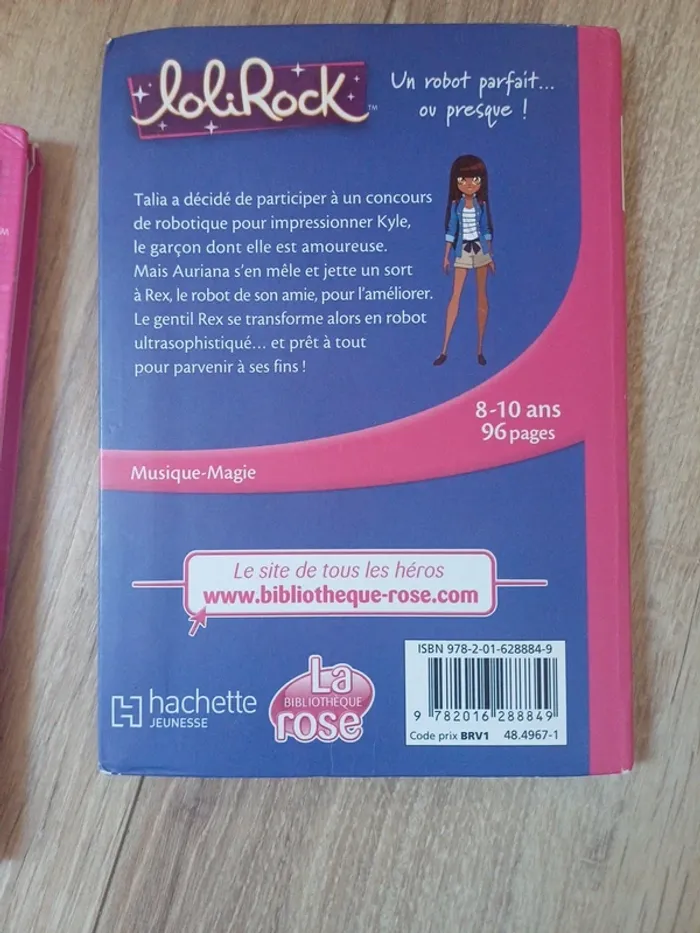 LoliRock™
Un robot parfait...
ou presque !
Talia a décidé de participer à un concours
de robotique pour impressionner Kyle,
le garçon dont elle est amoureuse.
Mais Auriana s’en mêle et jette un sort
à Rex, le robot de son amie, pour l’améliorer.
Le gentil Rex se transforme alors en robot
ultrasophistiqué... et prêt à tout
pour parvenir à ses fins !
8-10 ans
96 pages
Musique-Magie
Le site de tous les héros
www.bibliotheque-rose.com
hachette
JEUNESSE
La
BIBLIOTHÈQUE
rose
ISBN 978-2-01-628884-9
9 782016 288849
Code prix BRV1 48.4967-1